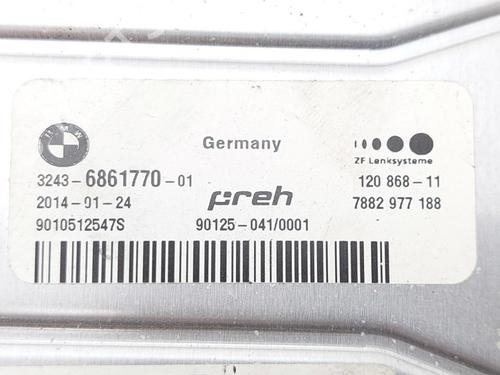 BMW
Germany
ZF Lenksysteme
3243-6861770-01
preh
120 868-11
2014-01-24
7882 977 188
9010512547S
90125-041/0001